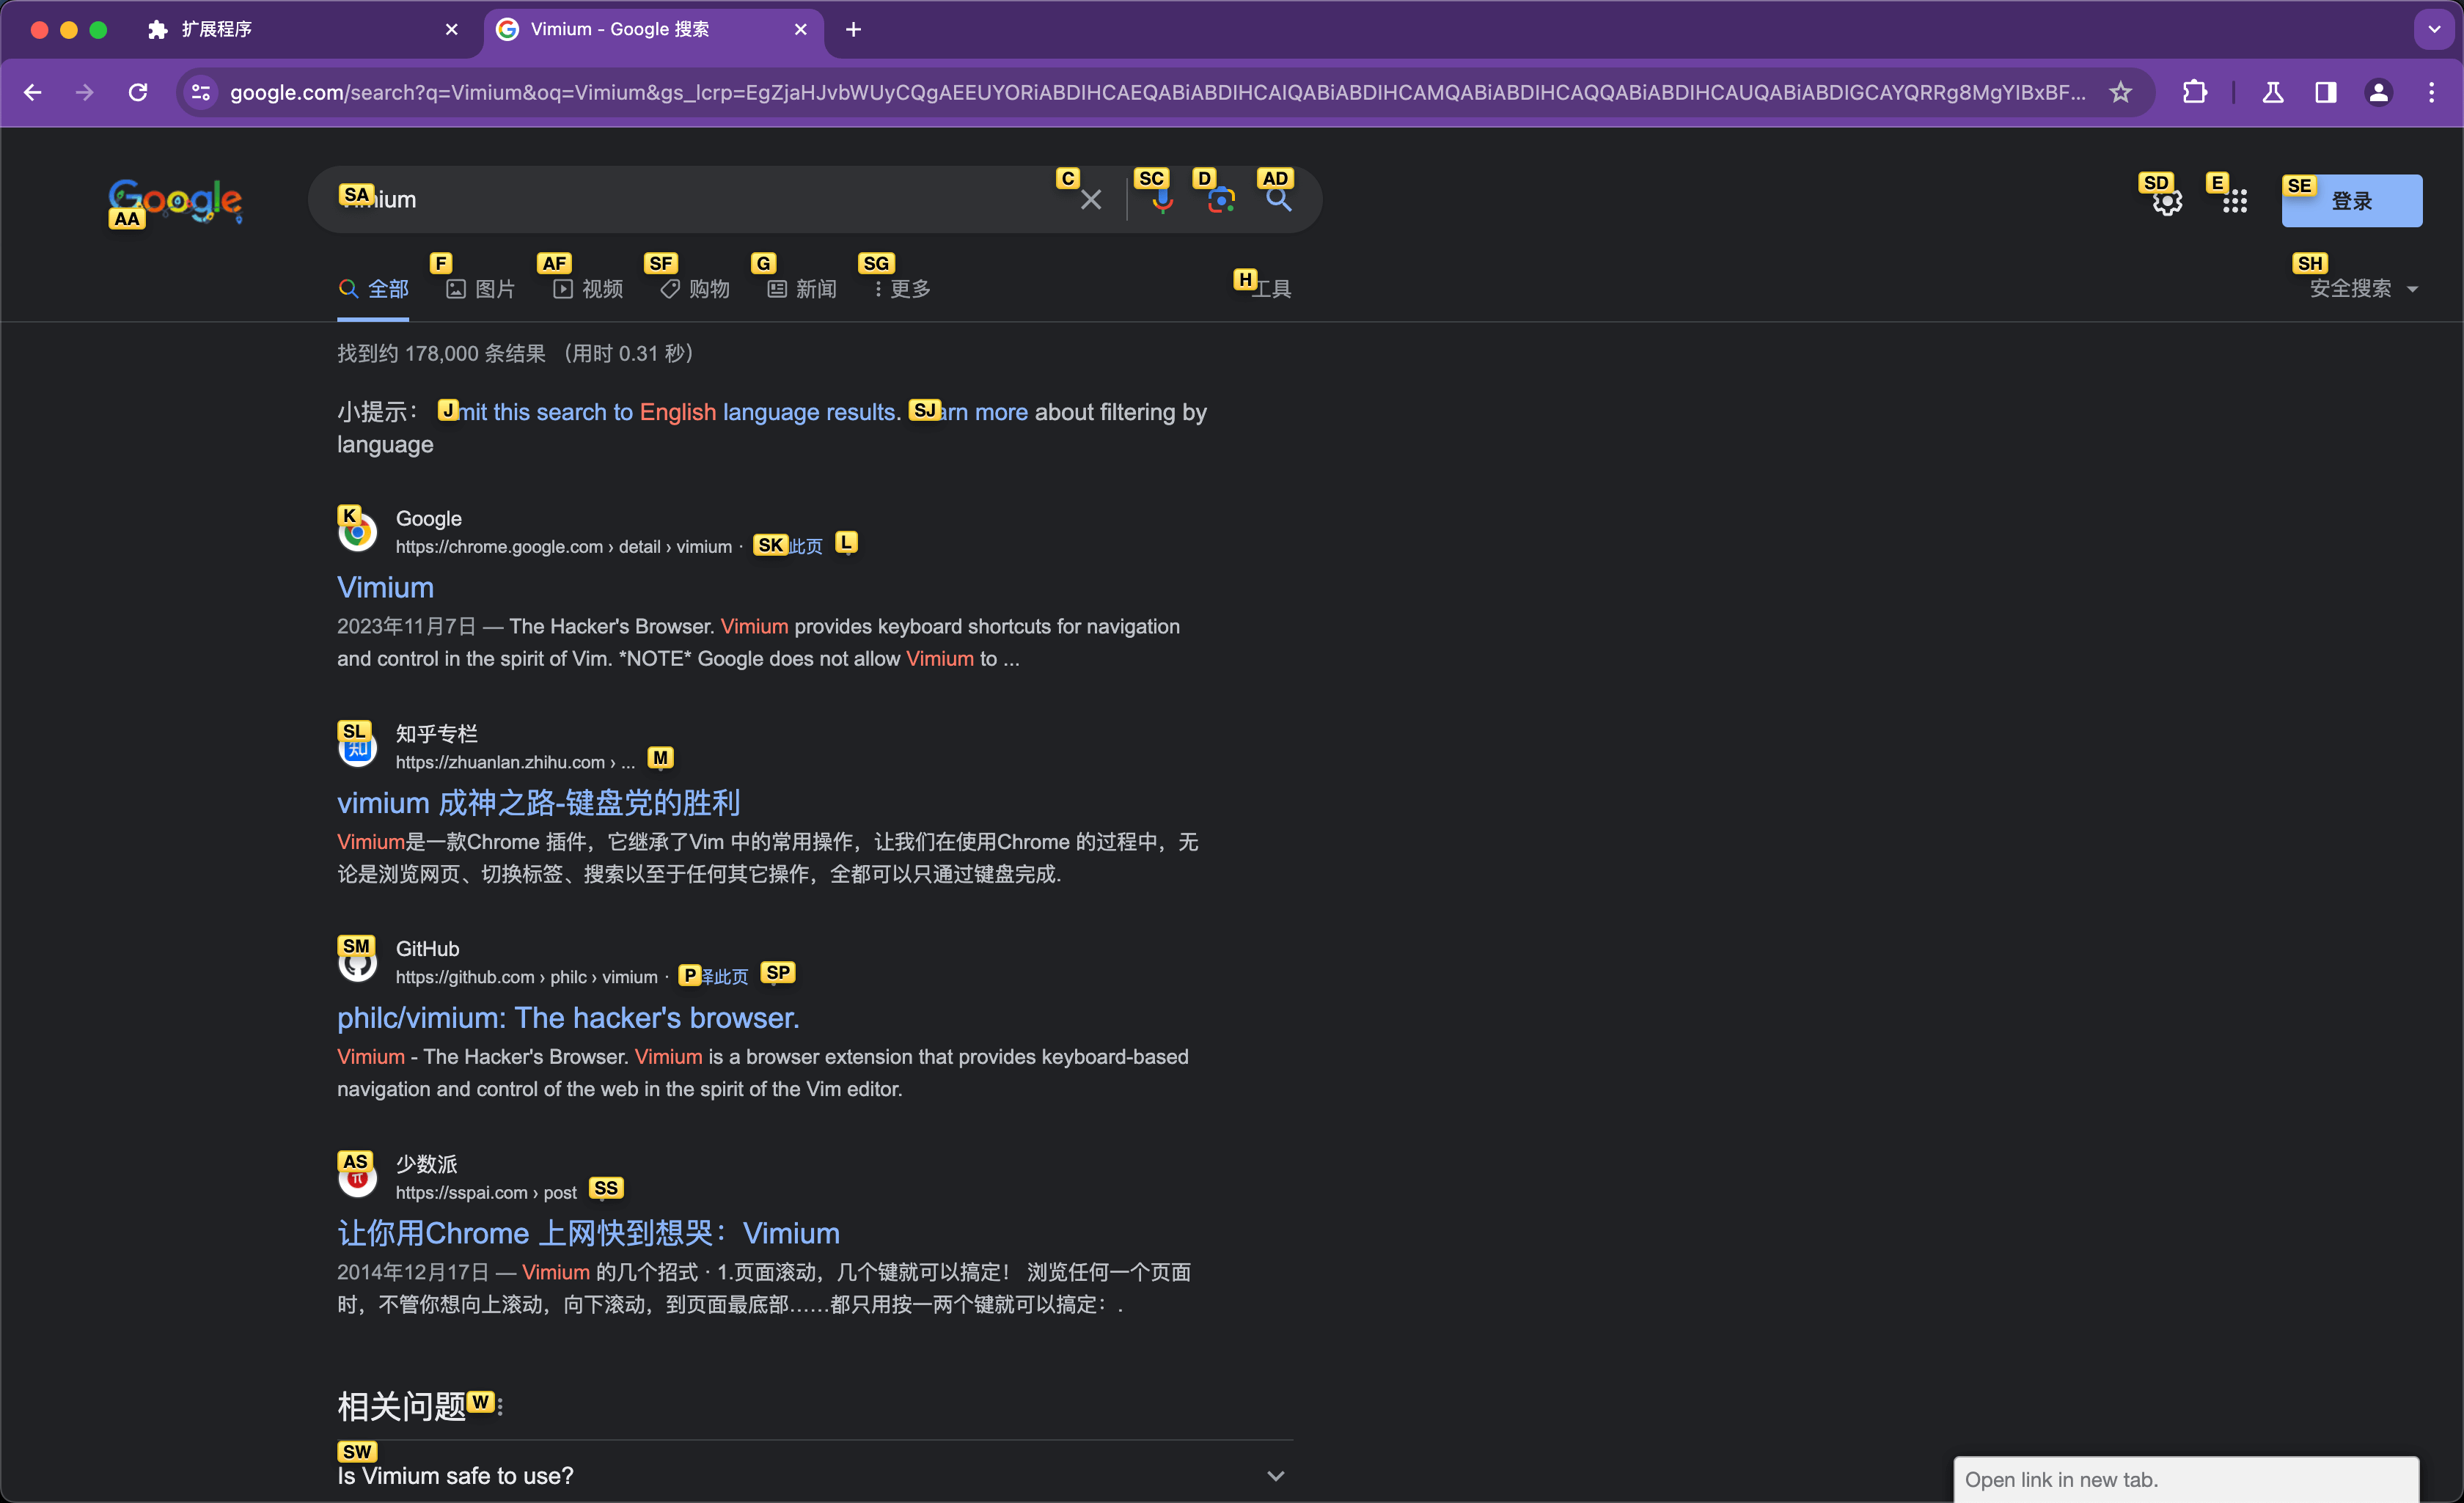 扩展程序
Vimium - Google 搜索
google.com/search?q=Vimium&oq=Vimium&gs_lcrp=EgZjaHJvbWUyCQgAEEUYORiABDIHCAEQABiABDIHCAIQABiABDIHCAMQABiABDIHCAQQABiABDIHCAUQABiABDIGCAYQRRg8MgYIBxBF...
Google
AA
SA
ium
C
SC
D
AD
SD
E
SE
登录
F
AF
SF
G
SG
H
SH
全部
图片
视频
购物
新闻
更多
工具
安全搜索
找到约 178,000 条结果 （用时 0.31 秒）
小提示： J mit this search to English language results. SJ arn more about filtering by
language
K
Google
https://chrome.google.com › detail › vimium · SK 此页 L
Vimium
2023年11月7日 — The Hacker's Browser. Vimium provides keyboard shortcuts for navigation
and control in the spirit of Vim. *NOTE* Google does not allow Vimium to ...
SL
知
知乎专栏
https://zhuanlan.zhihu.com › ... M
vimium 成神之路-键盘党的胜利
Vimium是一款Chrome 插件，它继承了Vim 中的常用操作，让我们在使用Chrome 的过程中，无
论是浏览网页、切换标签、搜索以至于任何其它操作，全都可以只通过键盘完成.
SM
GitHub
https://github.com › philc › vimium · P 译此页 SP
philc/vimium: The hacker's browser.
Vimium - The Hacker's Browser. Vimium is a browser extension that provides keyboard-based
navigation and control of the web in the spirit of the Vim editor.
AS
π
少数派
https://sspai.com › post SS
让你用Chrome 上网快到想哭：Vimium
2014年12月17日 — Vimium 的几个招式 · 1.页面滚动，几个键就可以搞定！ 浏览任何一个页面
时，不管你想向上滚动，向下滚动，到页面最底部……都只用按一两个键就可以搞定：.
相关问题 W
SW
Is Vimium safe to use?
Open link in new tab.